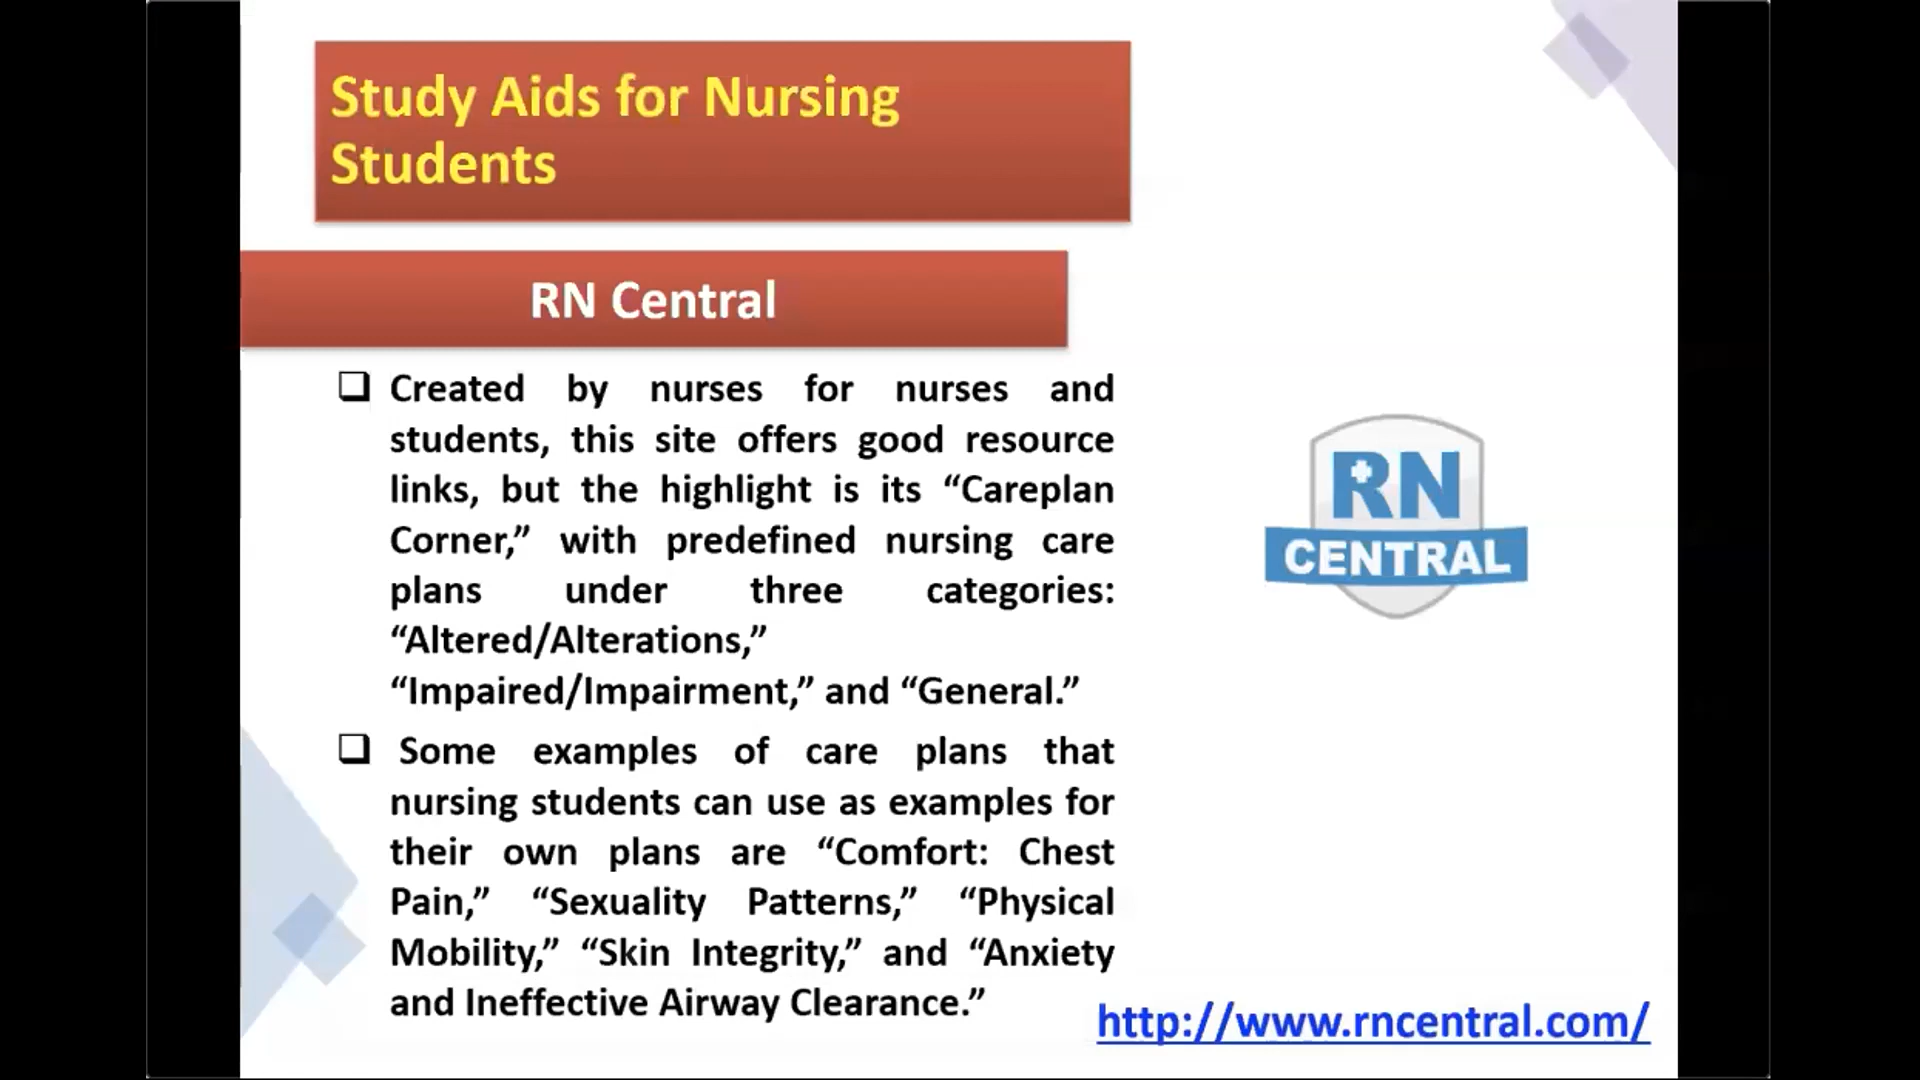 Study Aids for Nursing
Students
RN Central
Created by nurses for nurses and
students, this site offers good resource
links, but the highlight is its “Careplan
Corner,” with predefined nursing care
plans under three categories:
“Altered/Alterations,”
“Impaired/Impairment,” and “General.”
Some examples of care plans that
nursing students can use as examples for
their own plans are “Comfort: Chest
Pain,” “Sexuality Patterns,” “Physical
Mobility,” “Skin Integrity,” and “Anxiety
and Ineffective Airway Clearance.”
RN
CENTRAL
http://www.rncentral.com/